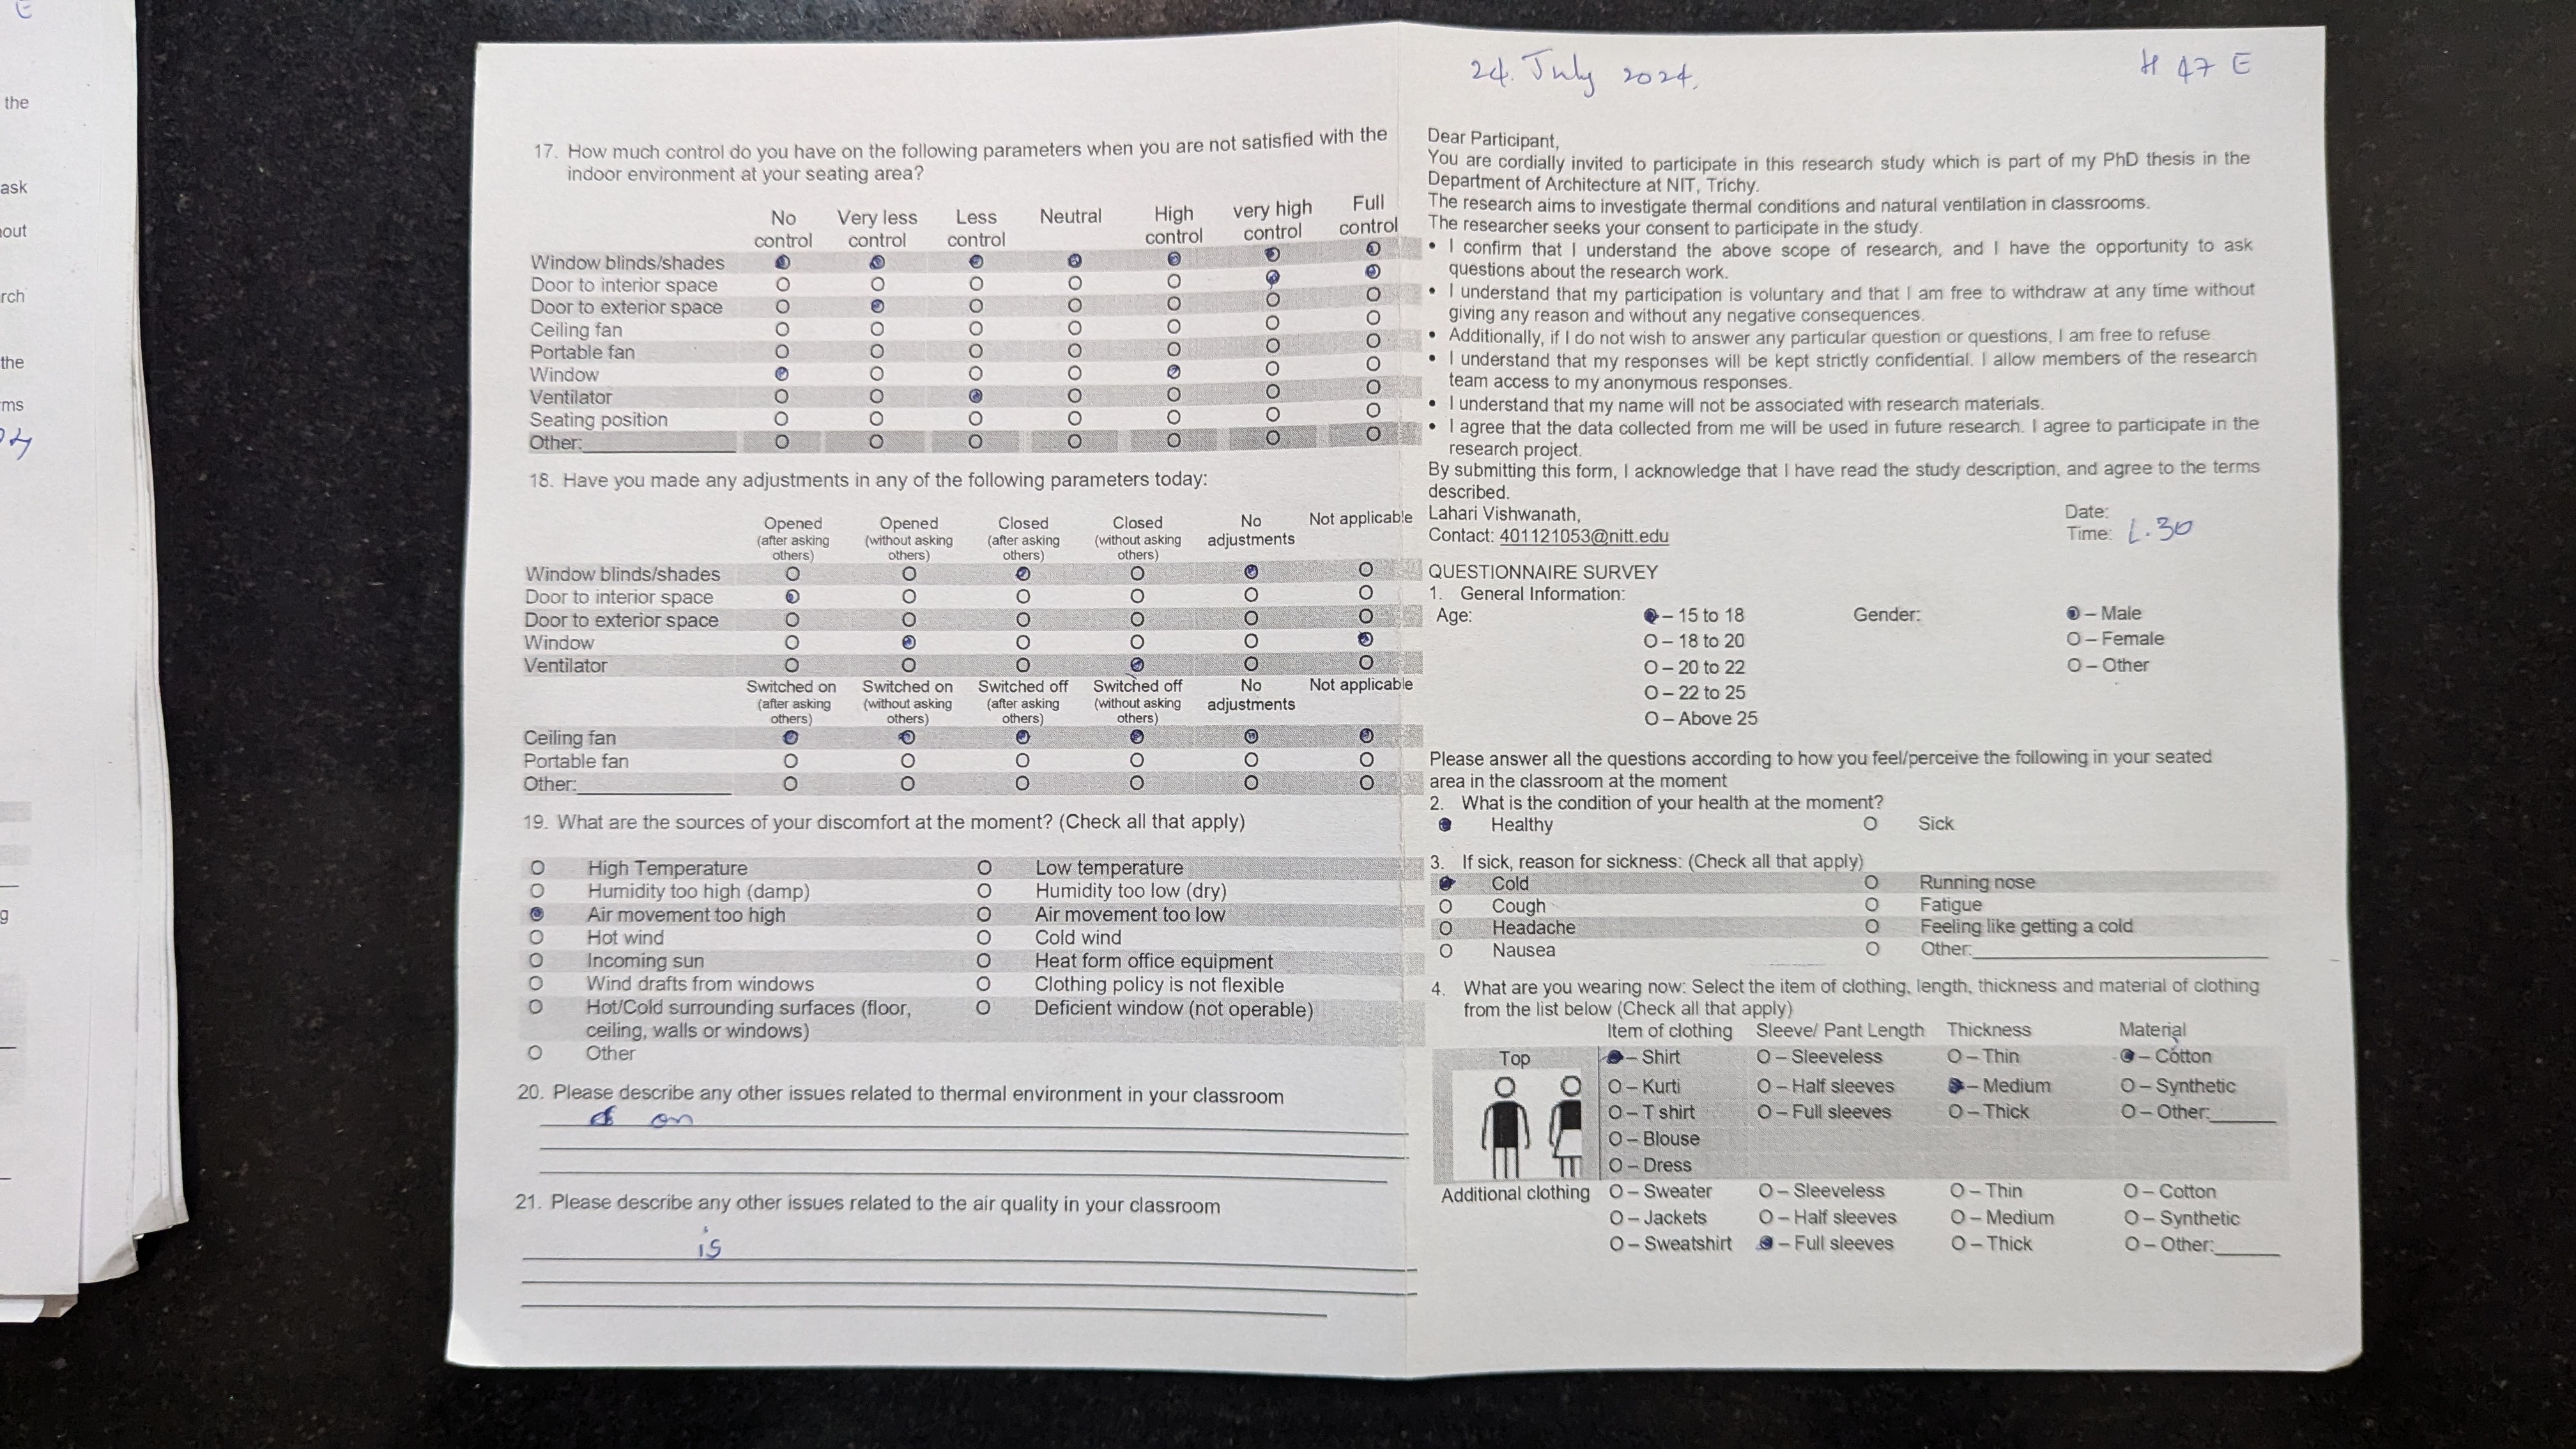 E
the
ask
out
rch
the
ms
g
17. How much control do you have on the following parameters when you are not satisfied with the
indoor environment at your seating area?
No control Very less control Less control Neutral High control very high control Full control
Window blinds/shades
Door to interior space
Door to exterior space
Ceiling fan
Portable fan
Window
Ventilator
Seating position
Other:
18. Have you made any adjustments in any of the following parameters today:
Opened (after asking others) Opened (without asking others) Closed (after asking others) Closed (without asking others) No adjustments Not applicable
Window blinds/shades
Door to interior space
Door to exterior space
Window
Ventilator
Switched on (after asking others) Switched on (without asking others) Switched off (after asking others) Switched off (without asking others) No adjustments Not applicable
Ceiling fan
Portable fan
Other:
19. What are the sources of your discomfort at the moment? (Check all that apply)
O High Temperature O Low temperature
O Humidity too high (damp) O Humidity too low (dry)
Air movement too high O Air movement too low
O Hot wind O Cold wind
O Incoming sun O Heat form office equipment
O Wind drafts from windows O Clothing policy is not flexible
O Hot/Cold surrounding surfaces (floor, O Deficient window (not operable)
ceiling, walls or windows)
O Other
20. Please describe any other issues related to thermal environment in your classroom
on
21. Please describe any other issues related to the air quality in your classroom
is
24. July 2024.
H 47 E
Dear Participant,
You are cordially invited to participate in this research study which is part of my PhD thesis in the
Department of Architecture at NIT, Trichy.
The research aims to investigate thermal conditions and natural ventilation in classrooms.
The researcher seeks your consent to participate in the study.
• I confirm that I understand the above scope of research, and I have the opportunity to ask
questions about the research work.
• I understand that my participation is voluntary and that I am free to withdraw at any time without
giving any reason and without any negative consequences.
• Additionally, if I do not wish to answer any particular question or questions, I am free to refuse
• I understand that my responses will be kept strictly confidential. I allow members of the research
team access to my anonymous responses.
• I understand that my name will not be associated with research materials.
• I agree that the data collected from me will be used in future research. I agree to participate in the
research project.
By submitting this form, I acknowledge that I have read the study description, and agree to the terms
described.
Lahari Vishwanath, Date:
Contact: 401121053@nitt.edu Time: 1.30
QUESTIONNAIRE SURVEY
1. General Information:
Age: – 15 to 18 Gender: – Male
O – 18 to 20 O – Female
O – 20 to 22 O – Other
O – 22 to 25
O – Above 25
Please answer all the questions according to how you feel/perceive the following in your seated
area in the classroom at the moment
2. What is the condition of your health at the moment?
Healthy O Sick
3. If sick, reason for sickness: (Check all that apply)
Cold O Running nose
O Cough O Fatigue
O Headache O Feeling like getting a cold
O Nausea O Other:
4. What are you wearing now: Select the item of clothing, length, thickness and material of clothing
from the list below (Check all that apply)
Item of clothing Sleeve/ Pant Length Thickness Material
Top – Shirt O – Sleeveless O – Thin – Cotton
O – Kurti O – Half sleeves – Medium O – Synthetic
O – T shirt O – Full sleeves O – Thick O – Other:
O – Blouse
O – Dress
Additional clothing O – Sweater O – Sleeveless O – Thin O – Cotton
O – Jackets O – Half sleeves O – Medium O – Synthetic
O – Sweatshirt – Full sleeves O – Thick O – Other: